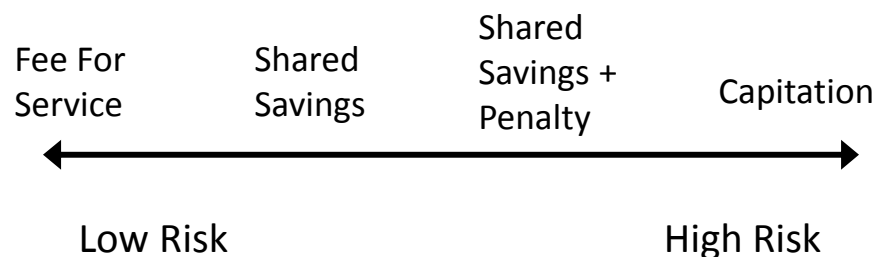 Fee For
Service
Shared
Savings
Shared
Savings +
Penalty
Capitation
Low Risk
High Risk